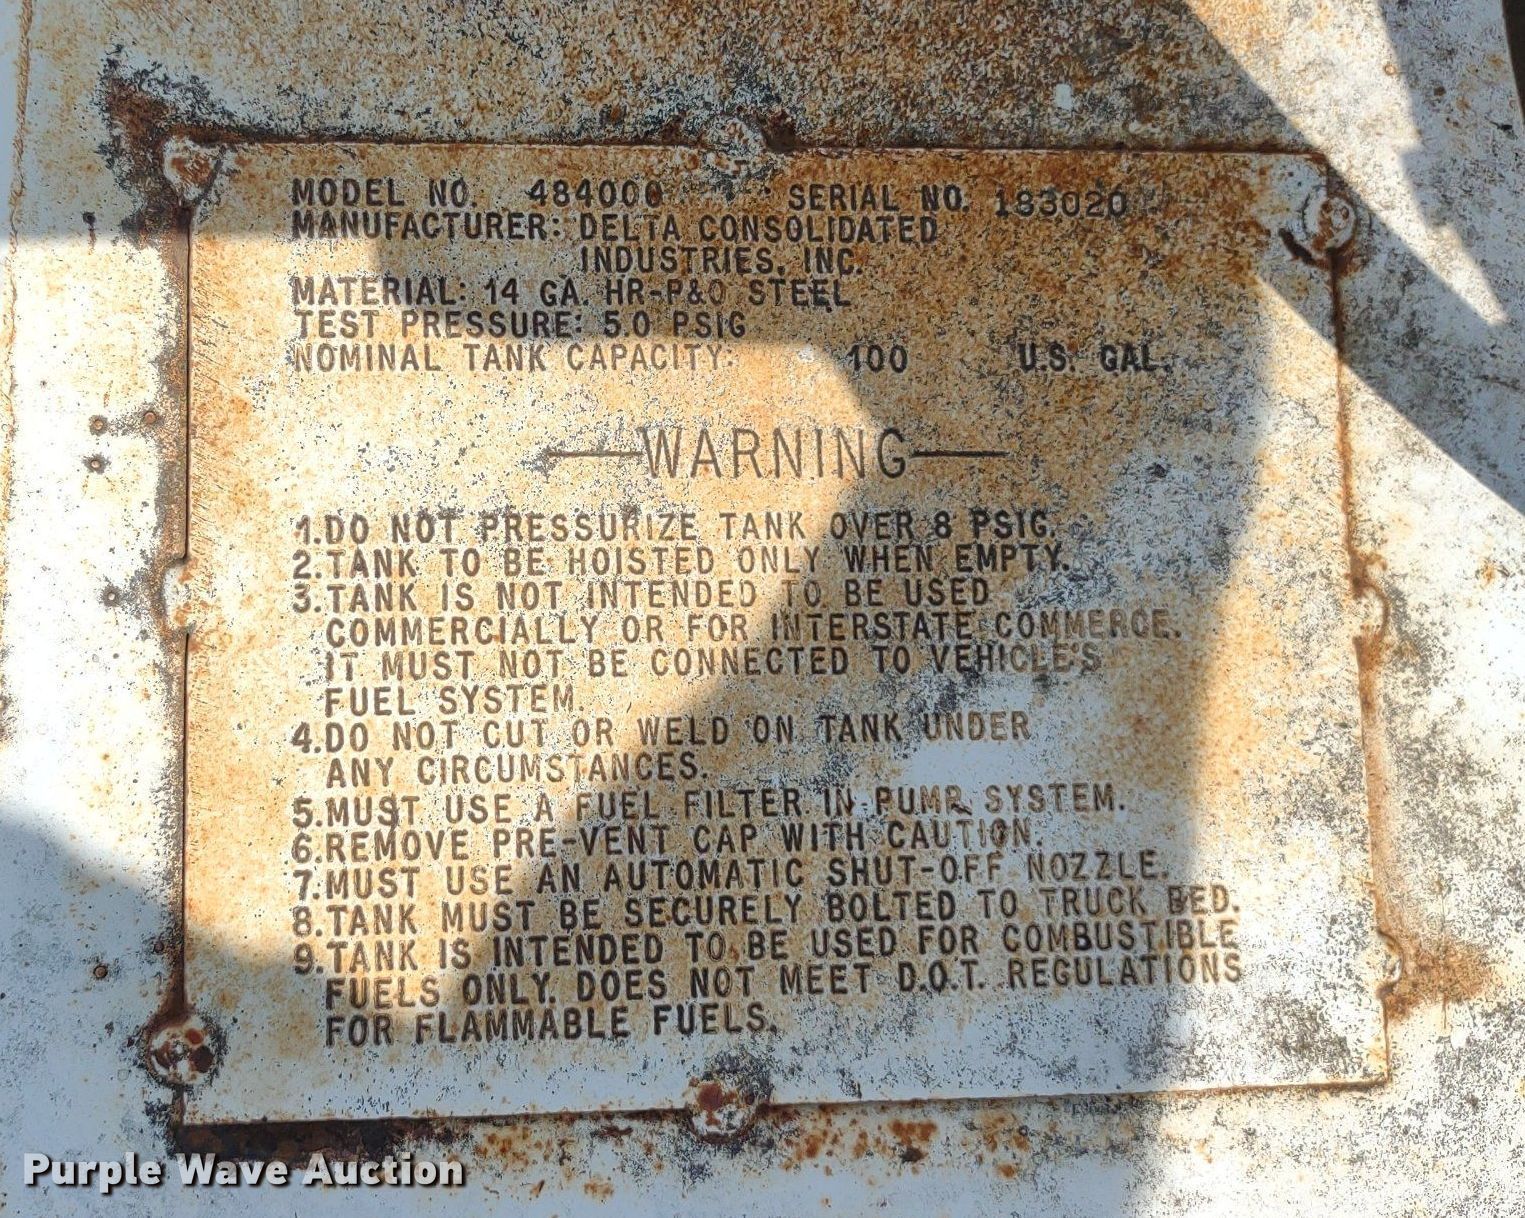 MODEL NO. 484000 SERIAL NO. 183020
MANUFACTURER: DELTA CONSOLIDATED
INDUSTRIES, INC.
MATERIAL: 14 GA. HR-P&O STEEL
TEST PRESSURE: 5.0 PSIG
NOMINAL TANK CAPACITY: 100 U.S. GAL.
WARNING
1.DO NOT PRESSURIZE TANK OVER 8 PSIG.
2.TANK TO BE HOISTED ONLY WHEN EMPTY.
3.TANK IS NOT INTENDED TO BE USED
COMMERCIALLY OR FOR INTERSTATE COMMERCE.
IT MUST NOT BE CONNECTED TO VEHICLE'S
FUEL SYSTEM.
4.DO NOT CUT OR WELD ON TANK UNDER
ANY CIRCUMSTANCES.
5.MUST USE A FUEL FILTER IN PUMP SYSTEM.
6.REMOVE PRE-VENT CAP WITH CAUTION.
7.MUST USE AN AUTOMATIC SHUT-OFF NOZZLE.
8.TANK MUST BE SECURELY BOLTED TO TRUCK BED.
9.TANK IS INTENDED TO BE USED FOR COMBUSTIBLE
FUELS ONLY. DOES NOT MEET D.O.T. REGULATIONS
FOR FLAMMABLE FUELS.
Purple Wave Auction